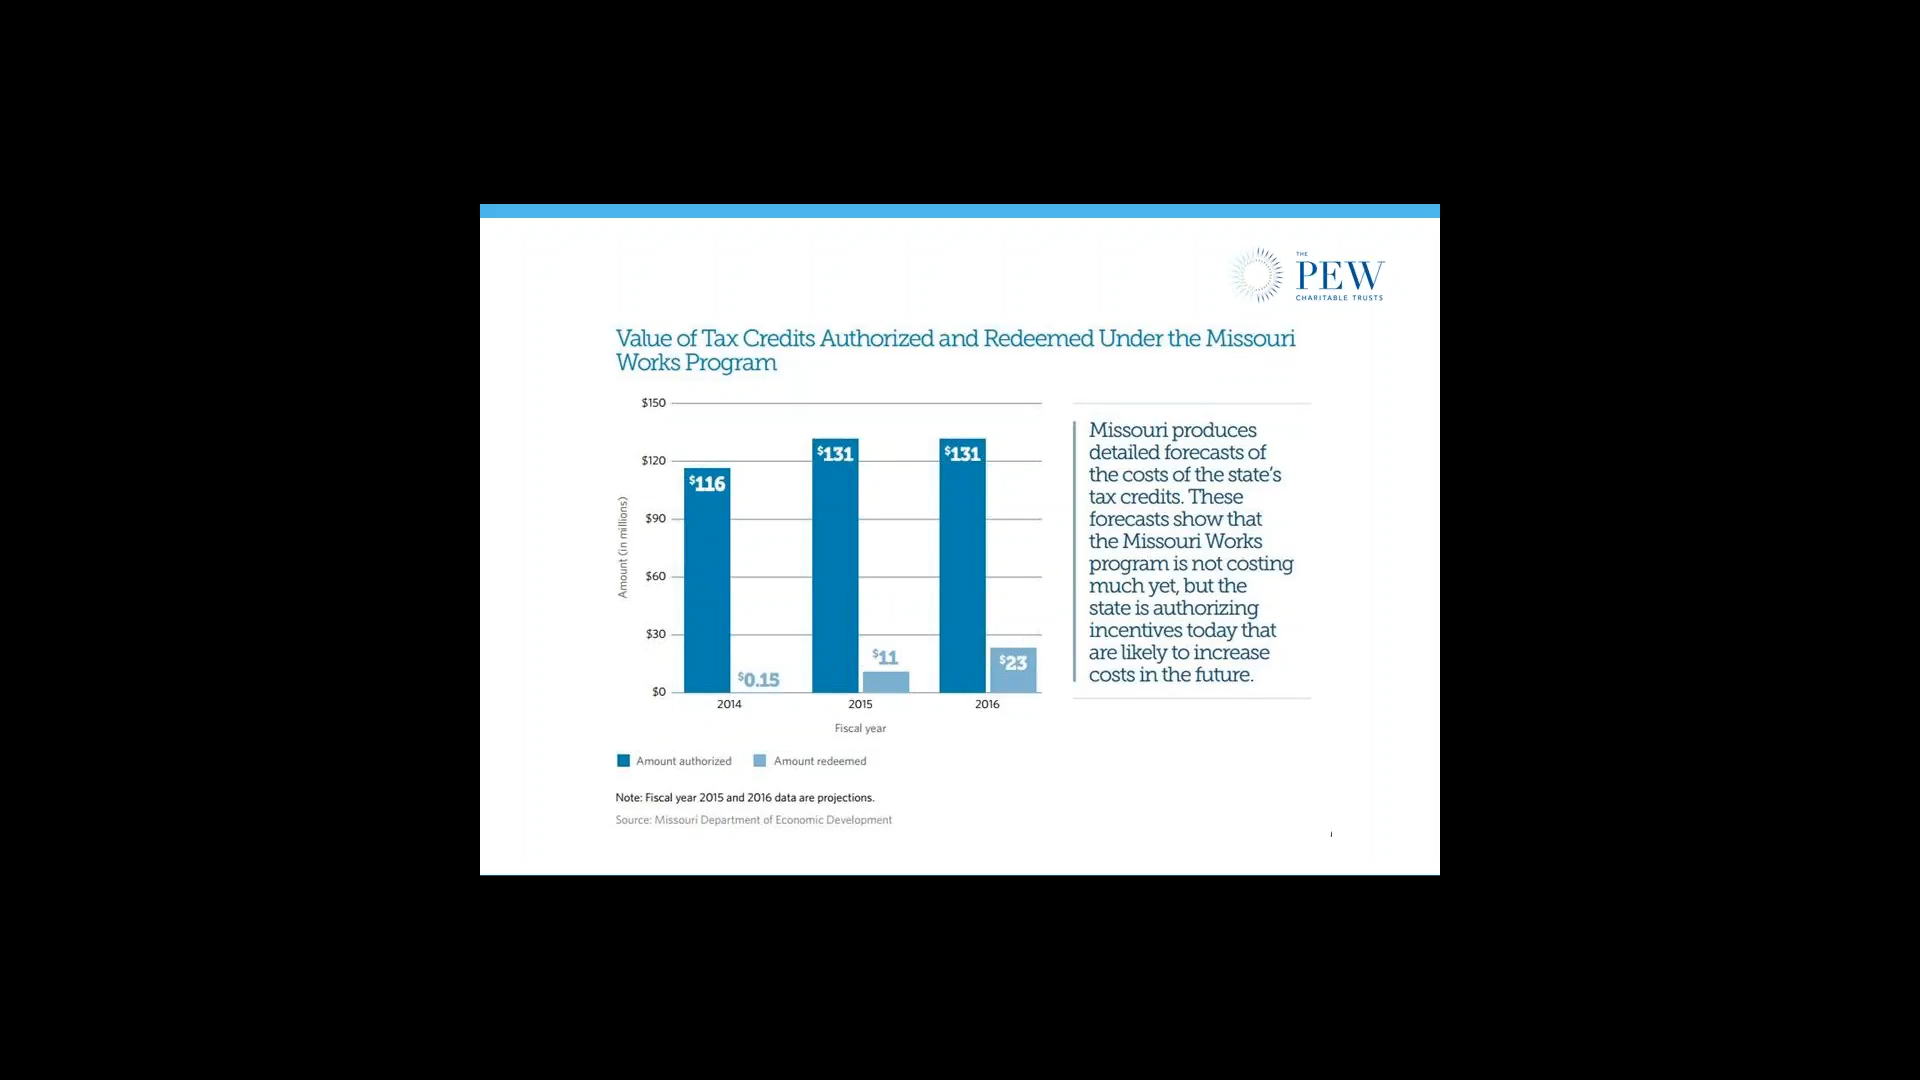 THE
PEW
CHARITABLE TRUSTS
Value of Tax Credits Authorized and Redeemed Under the Missouri
Works Program
$150
$120
$90
$60
$30
$0
Amount (in millions)
$116
$0.15
$131
$11
$131
$23
2014
2015
2016
Fiscal year
Amount authorized
Amount redeemed
Missouri produces
detailed forecasts of
the costs of the state's
tax credits. These
forecasts show that
the Missouri Works
program is not costing
much yet, but the
state is authorizing
incentives today that
are likely to increase
costs in the future.
Note: Fiscal year 2015 and 2016 data are projections.
Source: Missouri Department of Economic Development